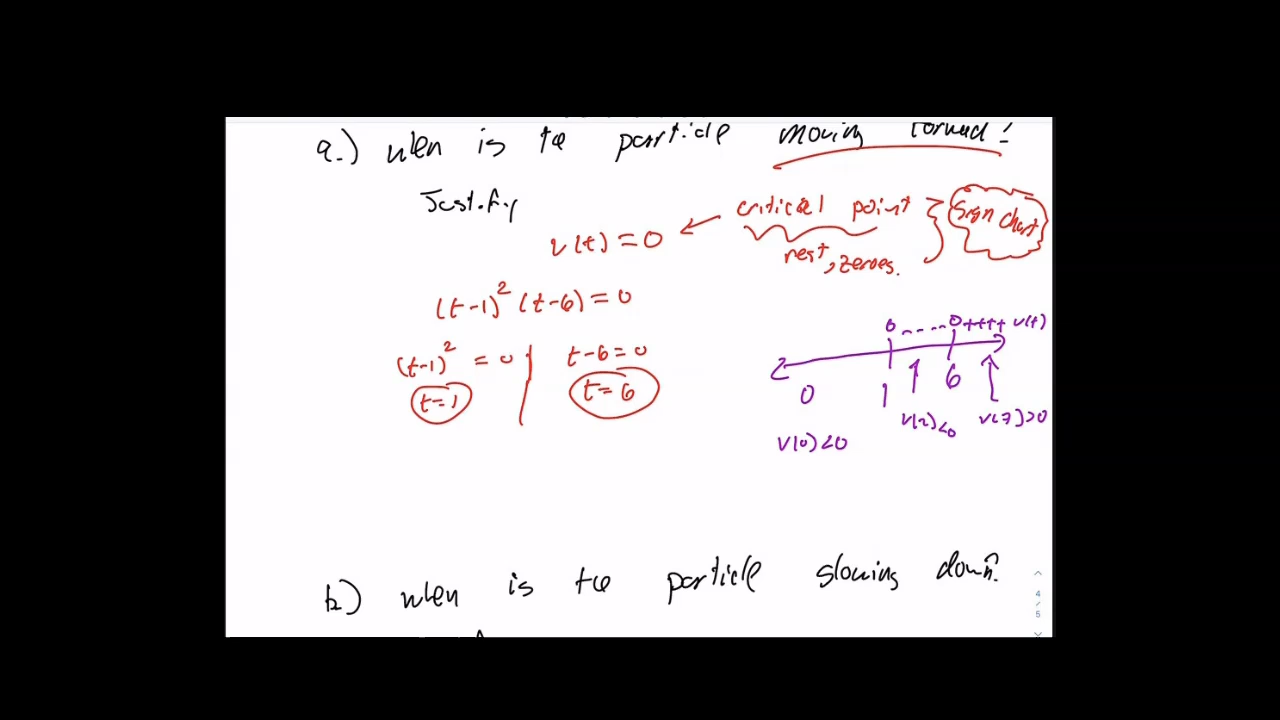 a.) when is the particle moving forward?
Justify
critical point
sign chart
v(t) = 0
rest, zeroes.
(t-1)² (t-6) = 0
0 ---- 0 ++++ v(t)
(t-1)² = 0 | t-6=0
t=1 t=6
0 1 6
v(0)<0 v(2)<0 v(7)>0
b) when is the particle slowing down?
4
/
5